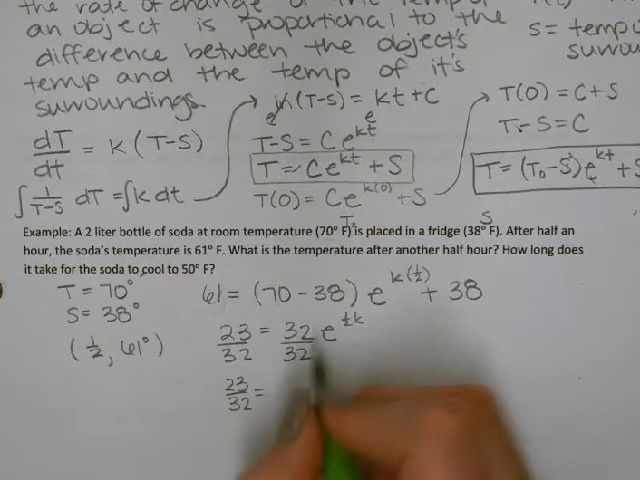 the rate of change
an object is proportional to the
difference between the object's
temp and the temp of it's
surroundings.
S = temp o
surrou
dT/dt = k (T-S)
∫ 1/T-S dT = ∫ k dt
ln(T-S) = kt + C
e e
T-S = Ce^kt
T = Ce^kt + S
T(0) = Ce^k(0) + S
T(0) = C + S
T₀ - S = C
T = (T₀ - S)e^kt + S
T₀ S
Example: A 2 liter bottle of soda at room temperature (70° F) is placed in a fridge (38° F). After half an
hour, the soda's temperature is 61° F. What is the temperature after another half hour? How long does
it take for the soda to cool to 50° F?
T = 70°
S = 38°
(1/2, 61°)
61 = (70 - 38) e^k(1/2) + 38
23/32 = 32/32 e^1/2k
23/32 =